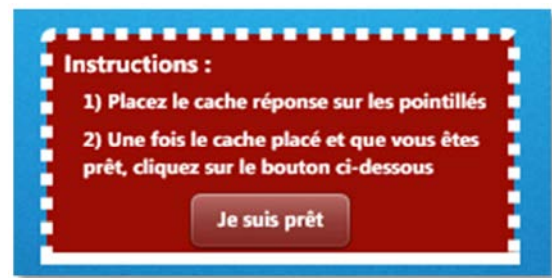 Instructions :
1) Placez le cache réponse sur les pointillés
2) Une fois le cache placé et que vous êtes
prêt, cliquez sur le bouton ci-dessous
Je suis prêt